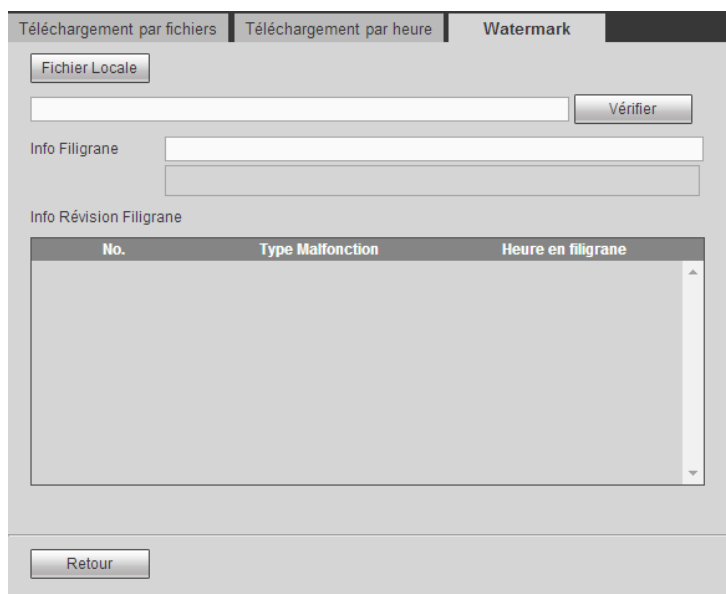 Téléchargement par fichiers Téléchargement par heure Watermark
Fichier Locale
Vérifier
Info Filigrane
Info Révision Filigrane
No. Type Malfonction Heure en filigrane
Retour